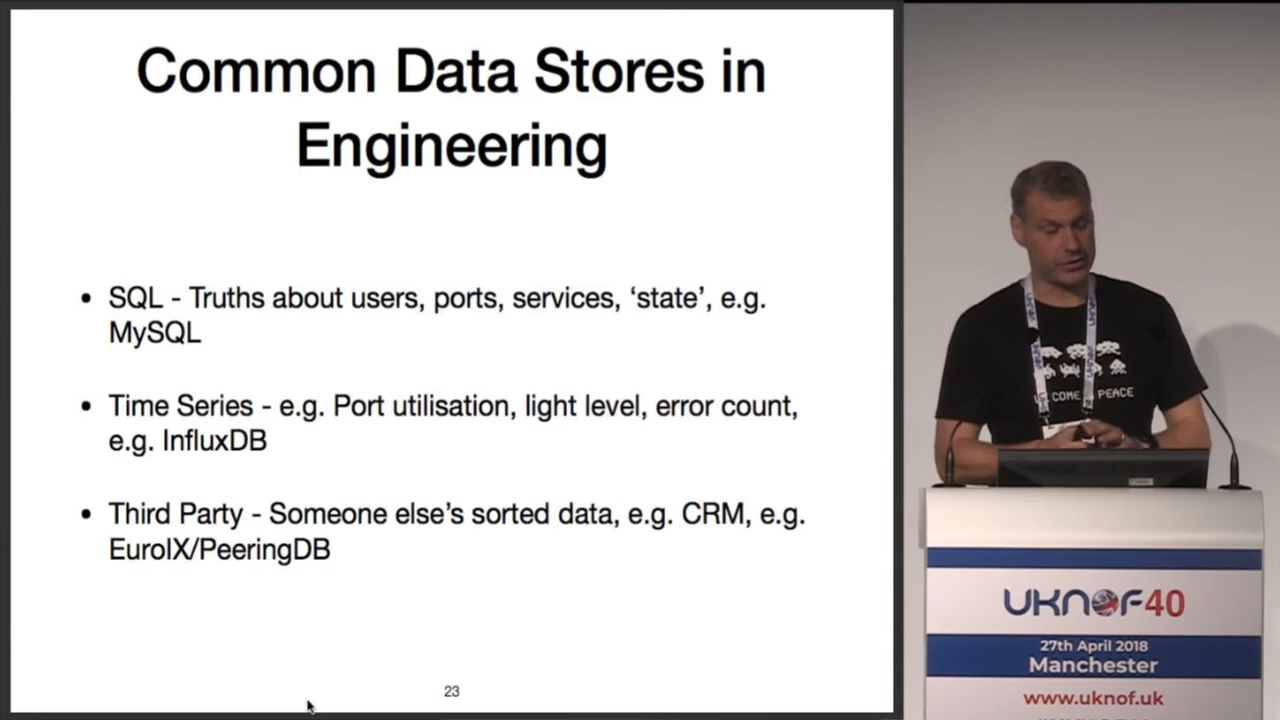 Common Data Stores in
Engineering
• SQL - Truths about users, ports, services, ‘state’, e.g.
MySQL
• Time Series - e.g. Port utilisation, light level, error count,
e.g. InfluxDB
• Third Party - Someone else’s sorted data, e.g. CRM, e.g.
EuroIX/PeeringDB
23
UKNOF
COME PEACE
UKNOF40
27th April 2018
Manchester
www.uknof.uk